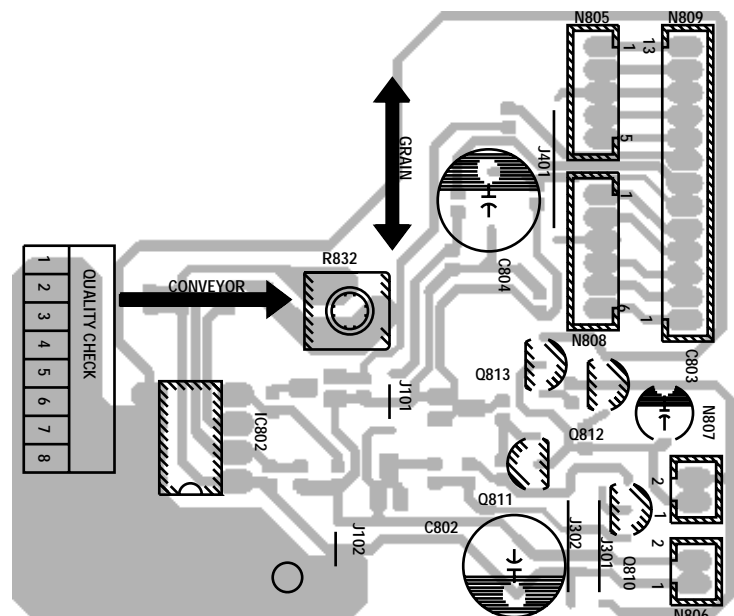 N805
N809
1
13
GRAIN
5
J401
1
R832
1
2
3
4
5
6
7
8
QUALITY CHECK
CONVEYOR
C804
6
1
N808
C803
Q813
J101
IC802
N807
Q812
2
Q811
1
C802
J302
J301
2
J102
Q810
1
N806